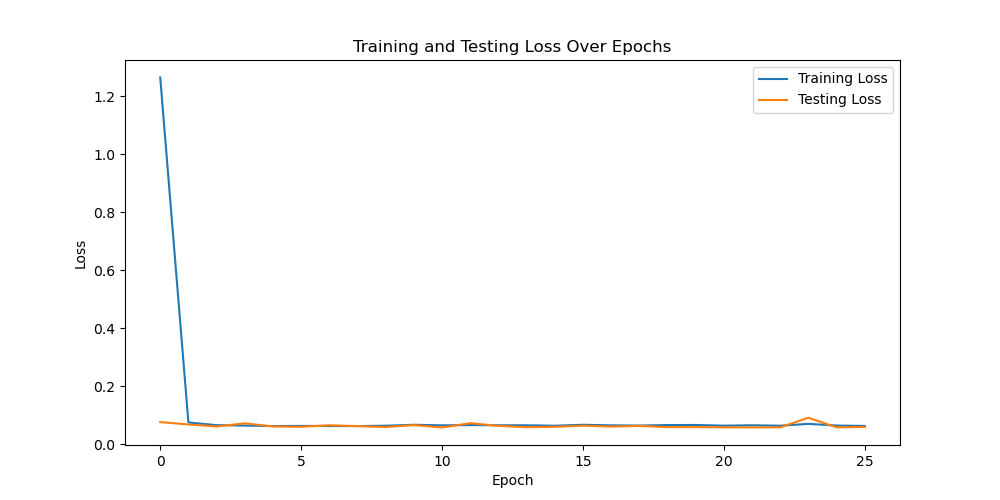 Training and Testing Loss Over Epochs
Training Loss
Testing Loss
1.2
1.0
0.8
0.6
0.4
0.2
0.0
Loss
0 5 10 15 20 25
Epoch